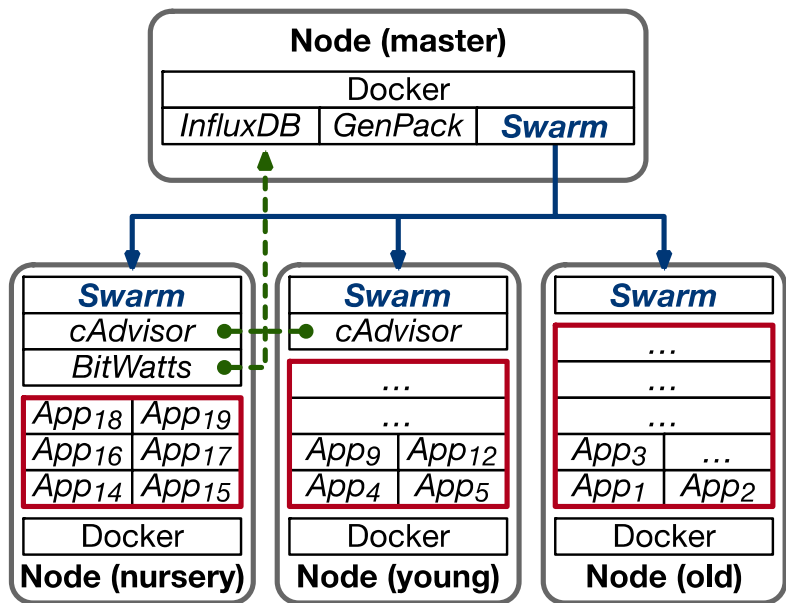 Node (master)
Docker
InfluxDB GenPack Swarm
Swarm
cAdvisor
BitWatts
App18 App19
App16 App17
App14 App15
Docker
Node (nursery)
Swarm
cAdvisor
...
...
App9 App12
App4 App5
Docker
Node (young)
Swarm
...
...
...
App3 ...
App1 App2
Docker
Node (old)